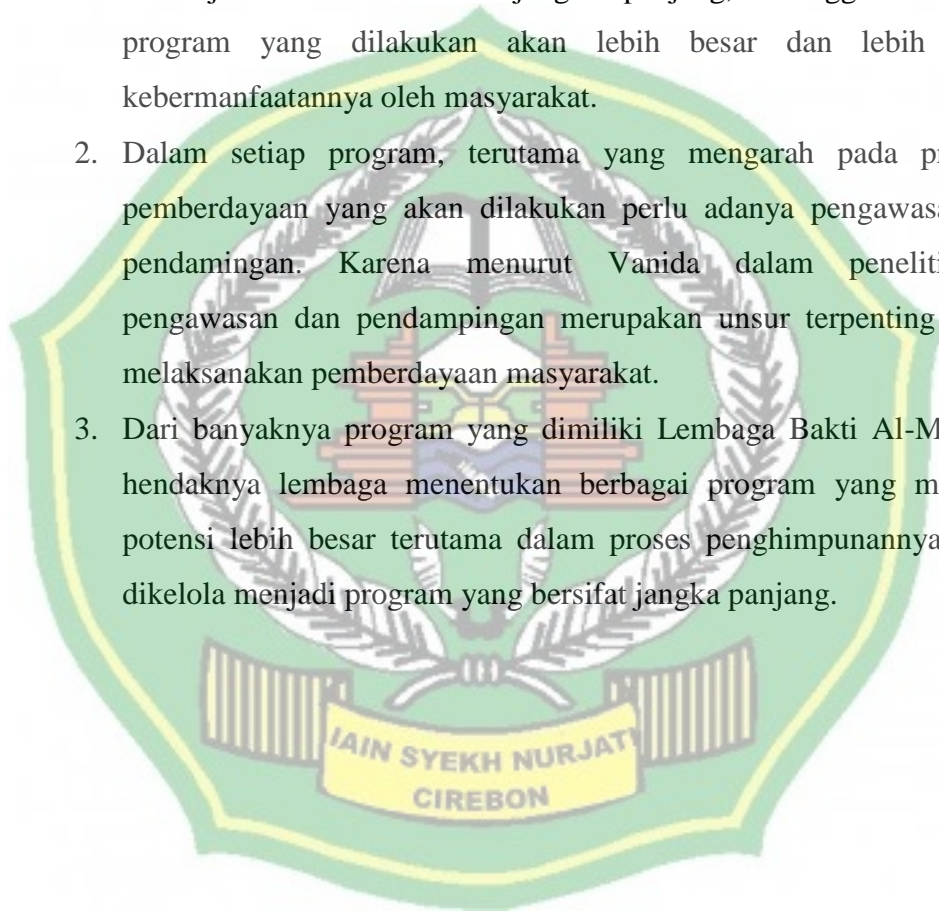 program yang dilakukan akan lebih besar dan lebih
kebermanfaatannya oleh masyarakat.
2. Dalam setiap program, terutama yang mengarah pada
pemberdayaan yang akan dilakukan perlu adanya
pendamingan. Karena menurut Vanida dalam
pengawasan dan pendampingan merupakan unsur terpenting
melaksanakan pemberdayaan masyarakat.
3. Dari banyaknya program yang dimiliki Lembaga Bakti
hendaknya lembaga menentukan berbagai program yang
potensi lebih besar terutama dalam proses penghimpunannya
dikelola menjadi program yang bersifat jangka panjang.
IAIN SYEKH NURJATI
CIREBON